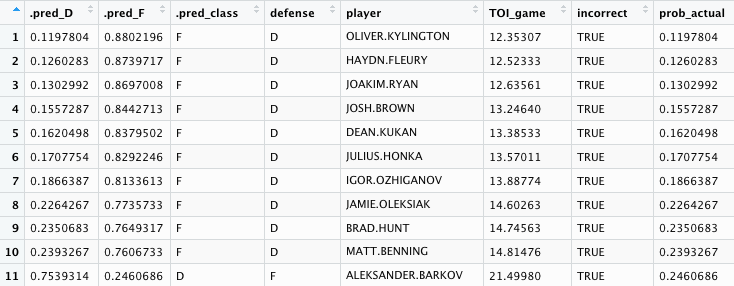 .pred_D .pred_F .pred_class defense player TOI_game incorrect prob_actual
1 0.1197804 0.8802196 F D OLIVER.KYLINGTON 12.35307 TRUE 0.1197804
2 0.1260283 0.8739717 F D HAYDN.FLEURY 12.52333 TRUE 0.1260283
3 0.1302992 0.8697008 F D JOAKIM.RYAN 12.63561 TRUE 0.1302992
4 0.1557287 0.8442713 F D JOSH.BROWN 13.24640 TRUE 0.1557287
5 0.1620498 0.8379502 F D DEAN.KUKAN 13.38533 TRUE 0.1620498
6 0.1707754 0.8292246 F D JULIUS.HONKA 13.57011 TRUE 0.1707754
7 0.1866387 0.8133613 F D IGOR.OZHIGANOV 13.88774 TRUE 0.1866387
8 0.2264267 0.7735733 F D JAMIE.OLEKSIAK 14.60263 TRUE 0.2264267
9 0.2350683 0.7649317 F D BRAD.HUNT 14.74563 TRUE 0.2350683
10 0.2393267 0.7606733 F D MATT.BENNING 14.81476 TRUE 0.2393267
11 0.7539314 0.2460686 D F ALEKSANDER.BARKOV 21.49980 TRUE 0.2460686